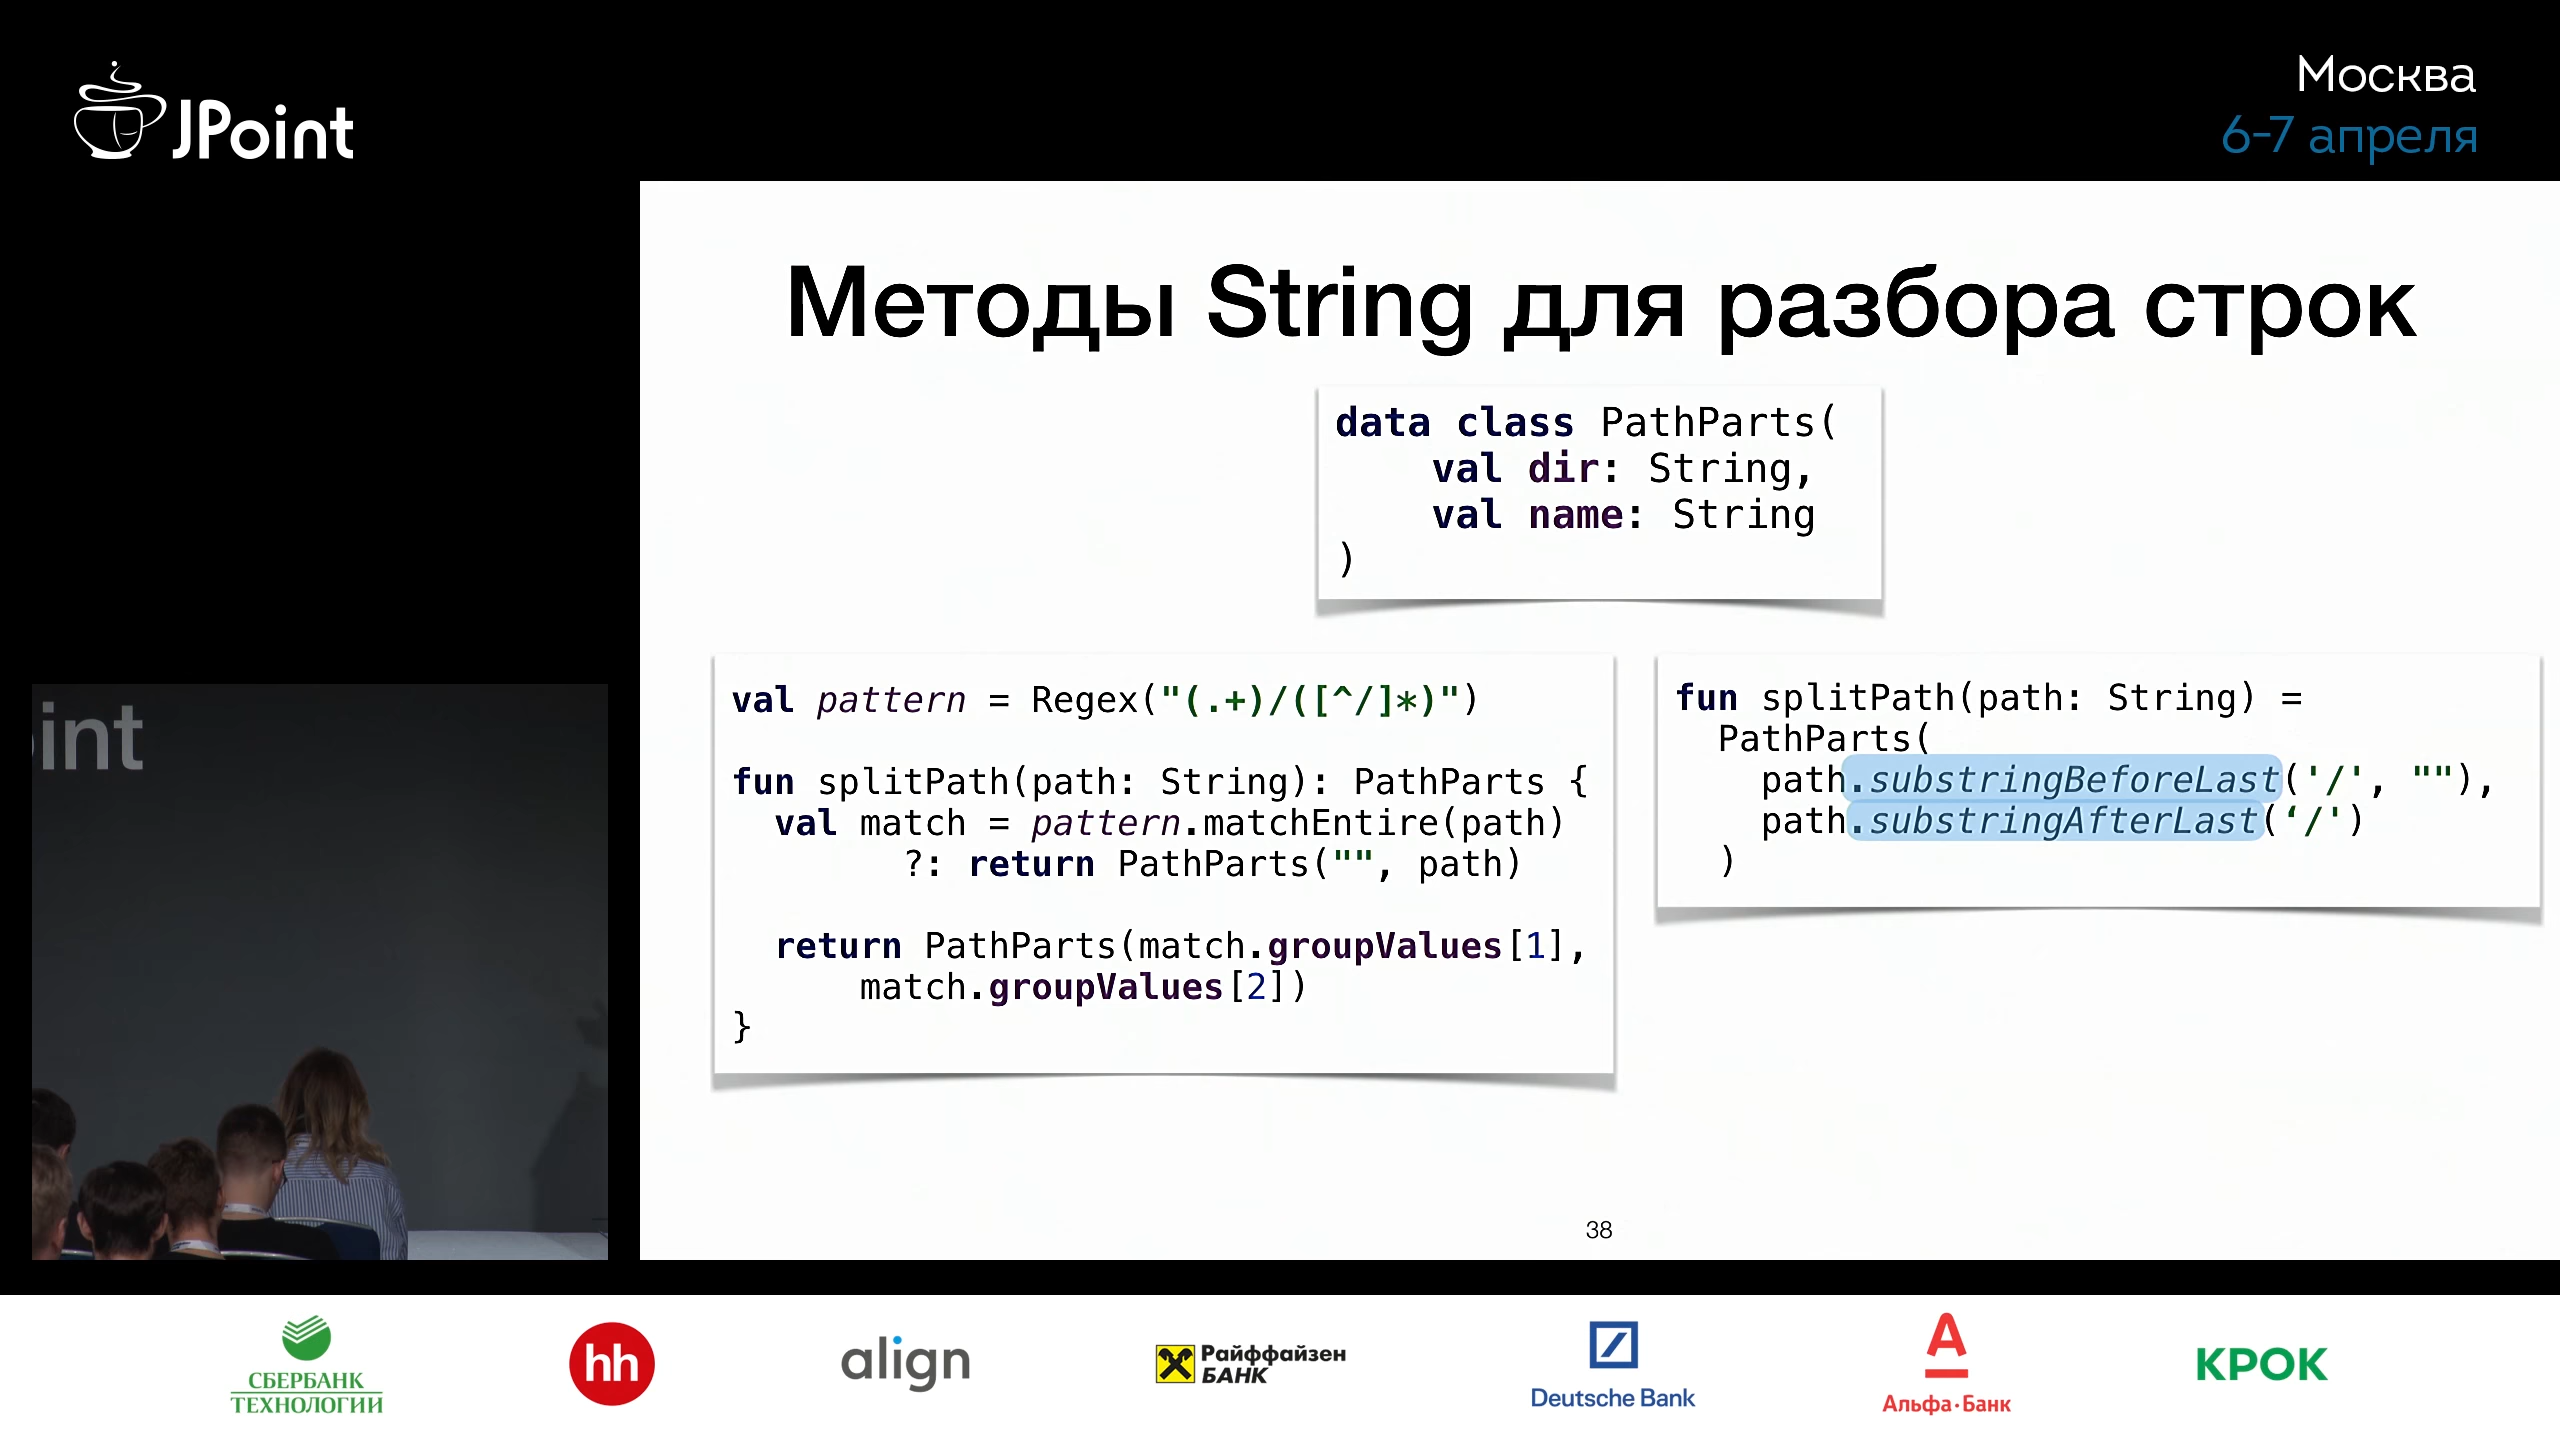 JPoint
Москва
6-7 апреля
Методы String для разбора строк
data class PathParts(
    val dir: String,
    val name: String
)
val pattern = Regex("(.+)/([^/]*)")
fun splitPath(path: String): PathParts {
  val match = pattern.matchEntire(path)
        ?: return PathParts("", path)
  return PathParts(match.groupValues[1],
      match.groupValues[2])
}
fun splitPath(path: String) =
  PathParts(
    path.substringBeforeLast('/', ""),
    path.substringAfterLast(‘/')
  )
38
int
СБЕРБАНК
ТЕХНОЛОГИИ
hh
align
Райффайзен
БАНК
Deutsche Bank
А
Альфа·Банк
КРОК